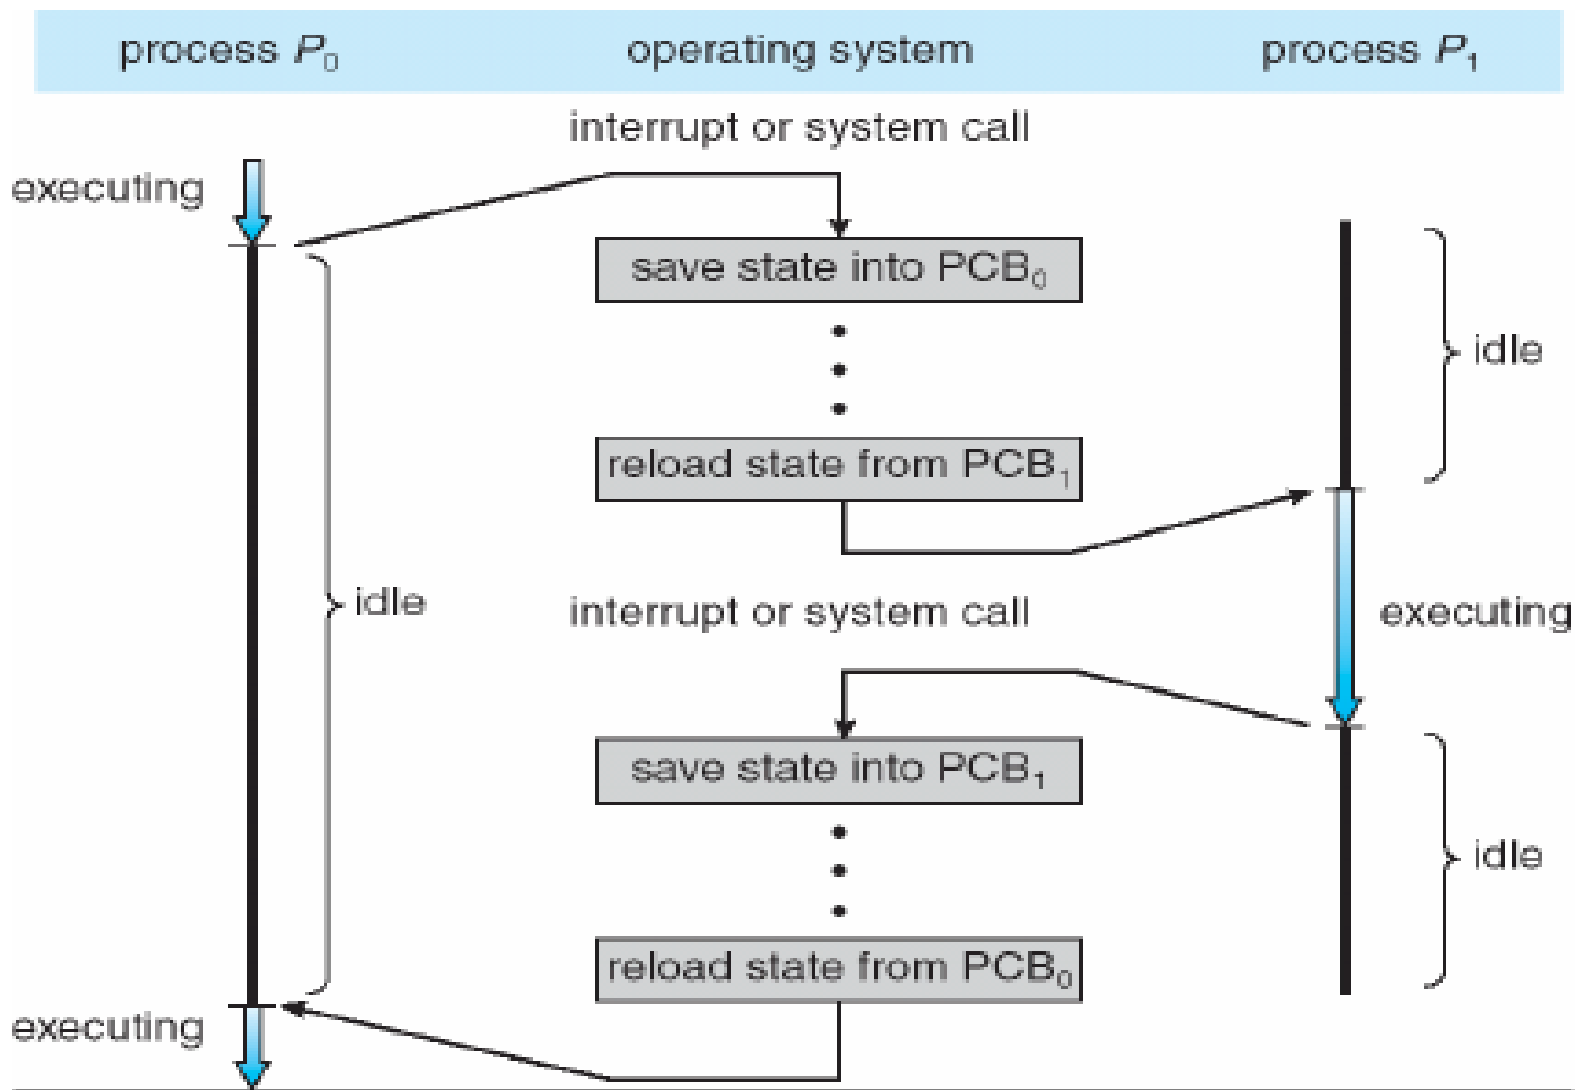 process P₀ operating system process P₁
interrupt or system call
executing
save state into PCB₀
idle
reload state from PCB₁
idle
interrupt or system call
executing
save state into PCB₁
idle
reload state from PCB₀
executing